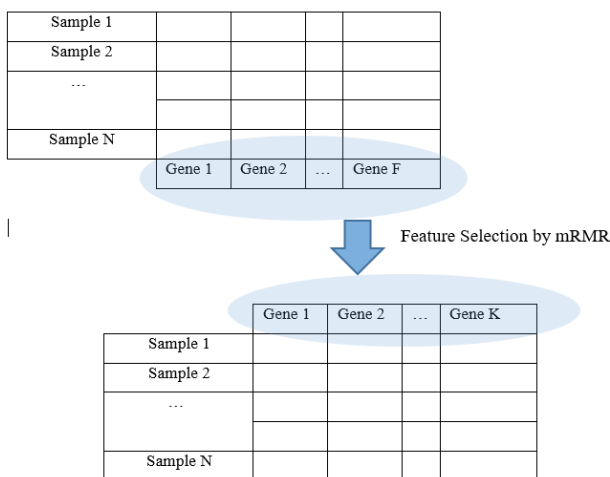 Sample 1
Sample 2
…
Sample N
Gene 1 Gene 2 … Gene F
Feature Selection by mRMR
Gene 1 Gene 2 … Gene K
Sample 1
Sample 2
…
Sample N